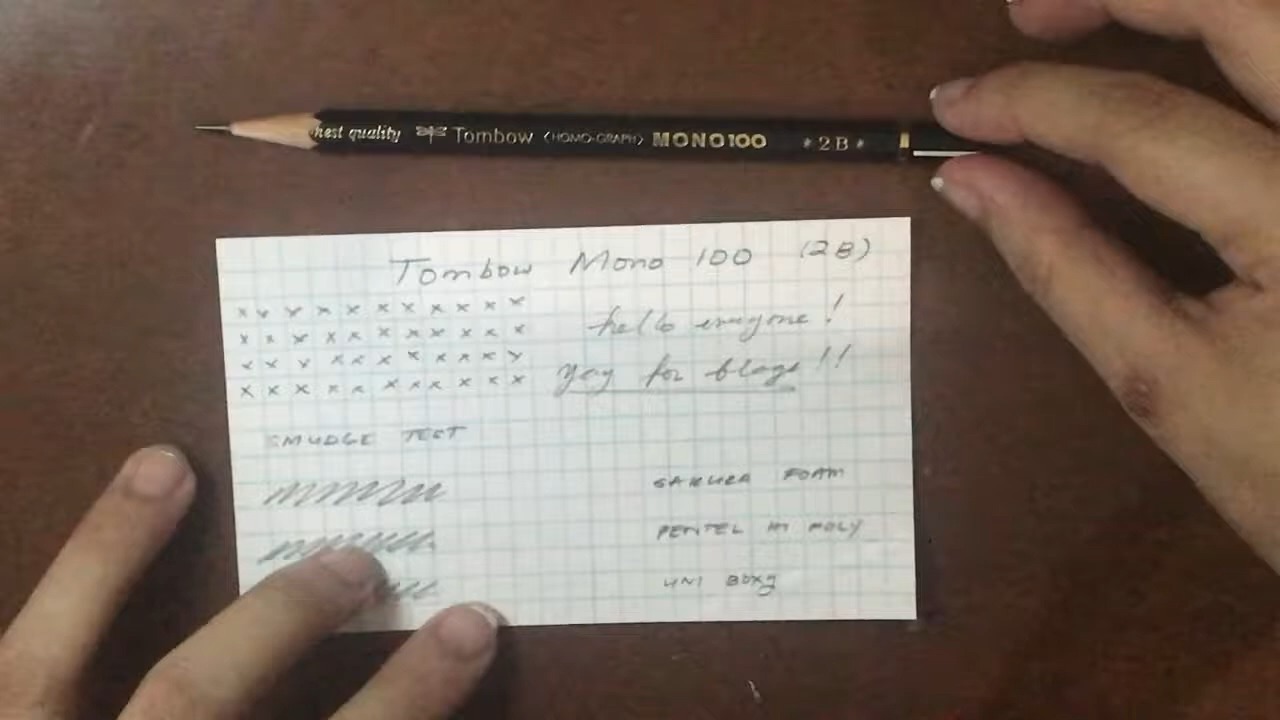 hest quality Tombow <HOMO-GRAPH> MONO100 * 2B *
Tombow Mono 100 (2B)
x x x x x x x x x x x
hello everyone!
x x x x x x x x x x x
x x x x x x x x x x x
yay for blogs!!
x x x x x x x x x x x
SMUDGE TEST
SAKURA FOAM
PENTEL HI POLY
UNI BOXY